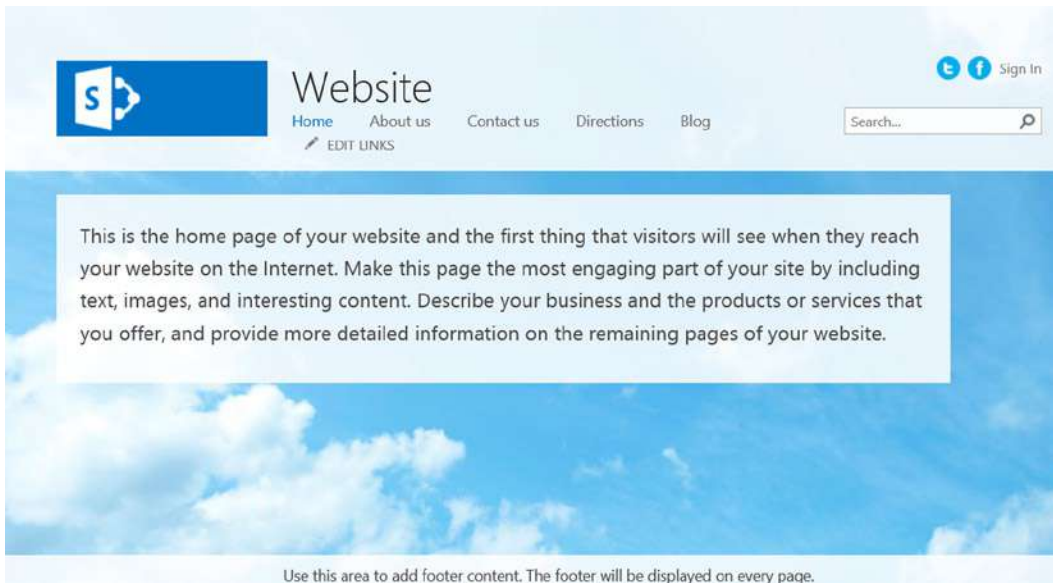 S
Website
Sign In
Home About us Contact us Directions Blog
Search...
EDIT LINKS
This is the home page of your website and the first thing that visitors will see when they reach
your website on the Internet. Make this page the most engaging part of your site by including
text, images, and interesting content. Describe your business and the products or services that
you offer, and provide more detailed information on the remaining pages of your website.
Use this area to add footer content. The footer will be displayed on every page.